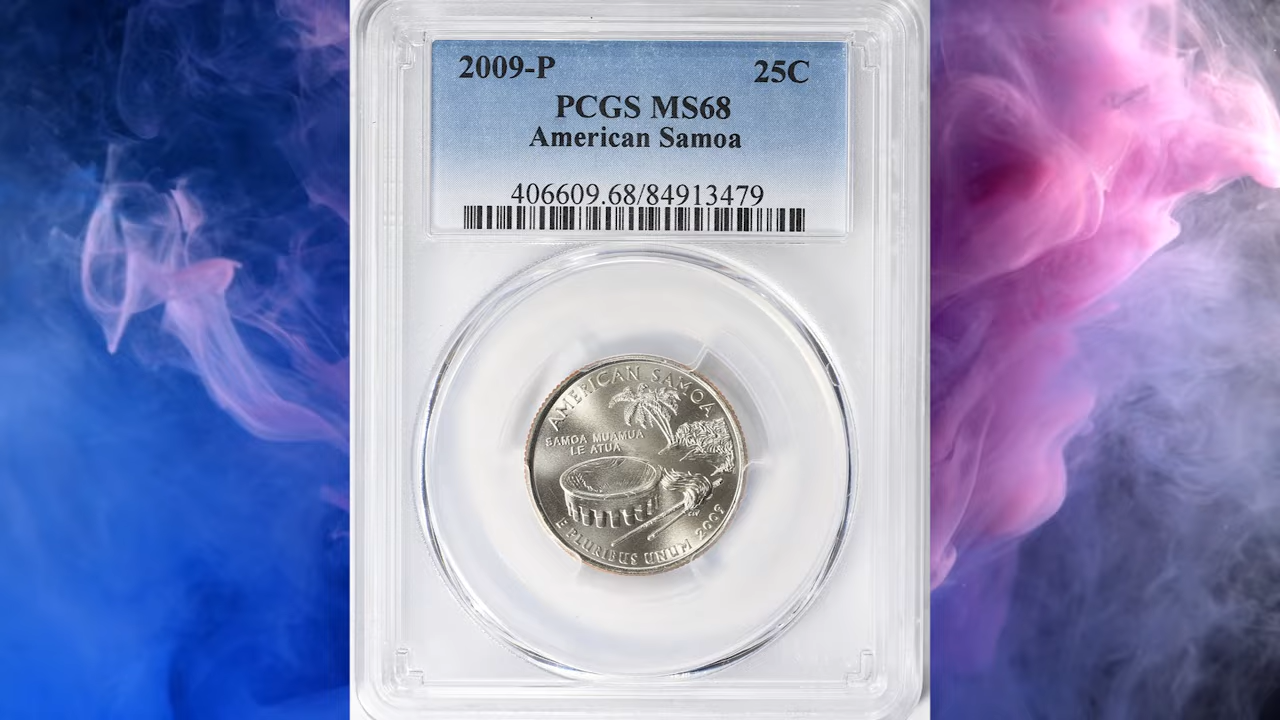 2009-P 25C
PCGS MS68
American Samoa
406609.68/84913479
AMERICAN SAMOA
SAMOA MUAMUA
LE ATUA
E PLURIBUS UNUM 2009